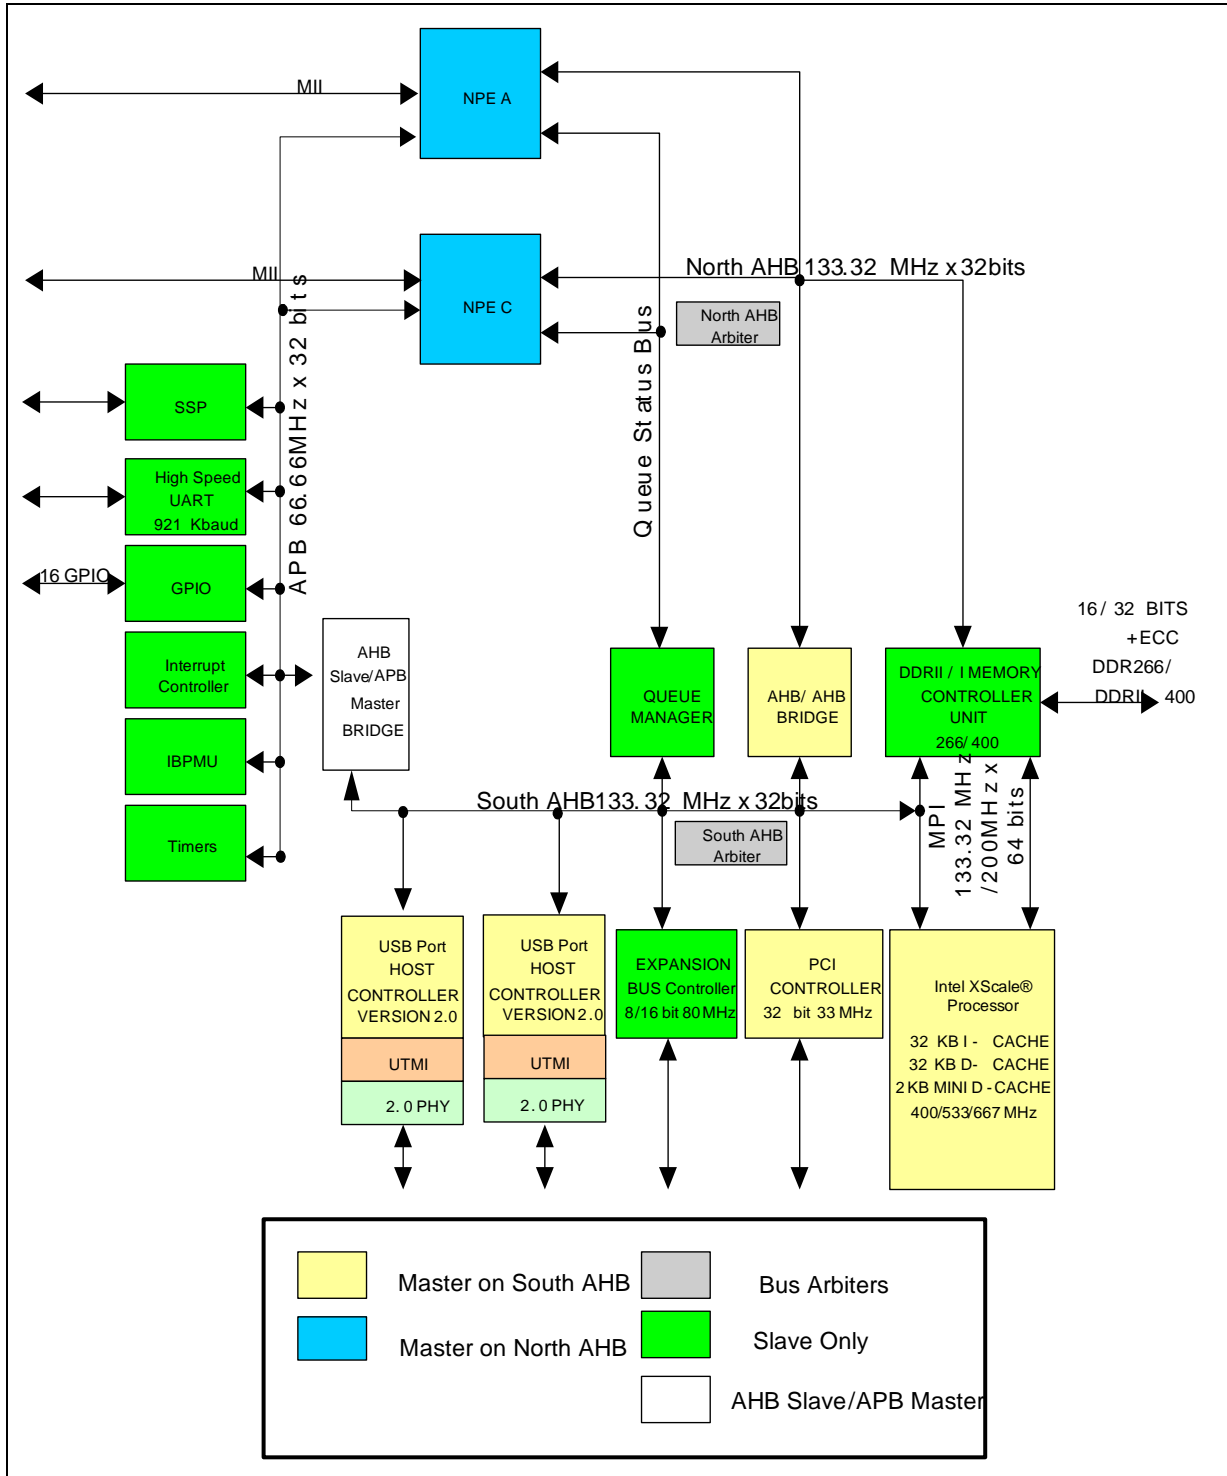 MII
NPE A
MII
NPE C
North AHB 133.32 MHz x 32bits
North AHB
Arbiter
APB 66.66MHz x 32 bits
Queue Status Bus
SSP
High Speed
UART
921 Kbaud
16 GPIO
GPIO
Interrupt
Controller
IBPMU
Timers
AHB
Slave/APB
Master
BRIDGE
QUEUE
MANAGER
AHB/ AHB
BRIDGE
DDRII / I MEMORY
CONTROLLER
UNIT
266/ 400
16/ 32 BITS
+ECC
DDR266/
DDRII 400
South AHB133.32 MHz x 32bits
South AHB
Arbiter
MPI
133.32 MHz
/200MHz x
64 bits
USB Port
HOST
CONTROLLER
VERSION 2.0
UTMI
2.0 PHY
USB Port
HOST
CONTROLLER
VERSION 2.0
UTMI
2.0 PHY
EXPANSION
BUS Controller
8/16 bit 80 MHz
PCI
CONTROLLER
32 bit 33 MHz
Intel XScale®
Processor
32 KB I - CACHE
32 KB D- CACHE
2 KB MINI D - CACHE
400/533/667 MHz
Master on South AHB
Bus Arbiters
Master on North AHB
Slave Only
AHB Slave/APB Master